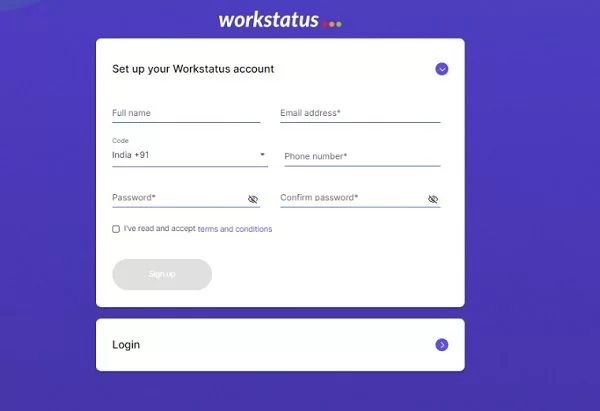 workstatus
Set up your Workstatus account
Full name
Email address*
Code
India +91
Phone number*
Password*
Confirm password*
I've read and accept terms and conditions
Sign up
Login